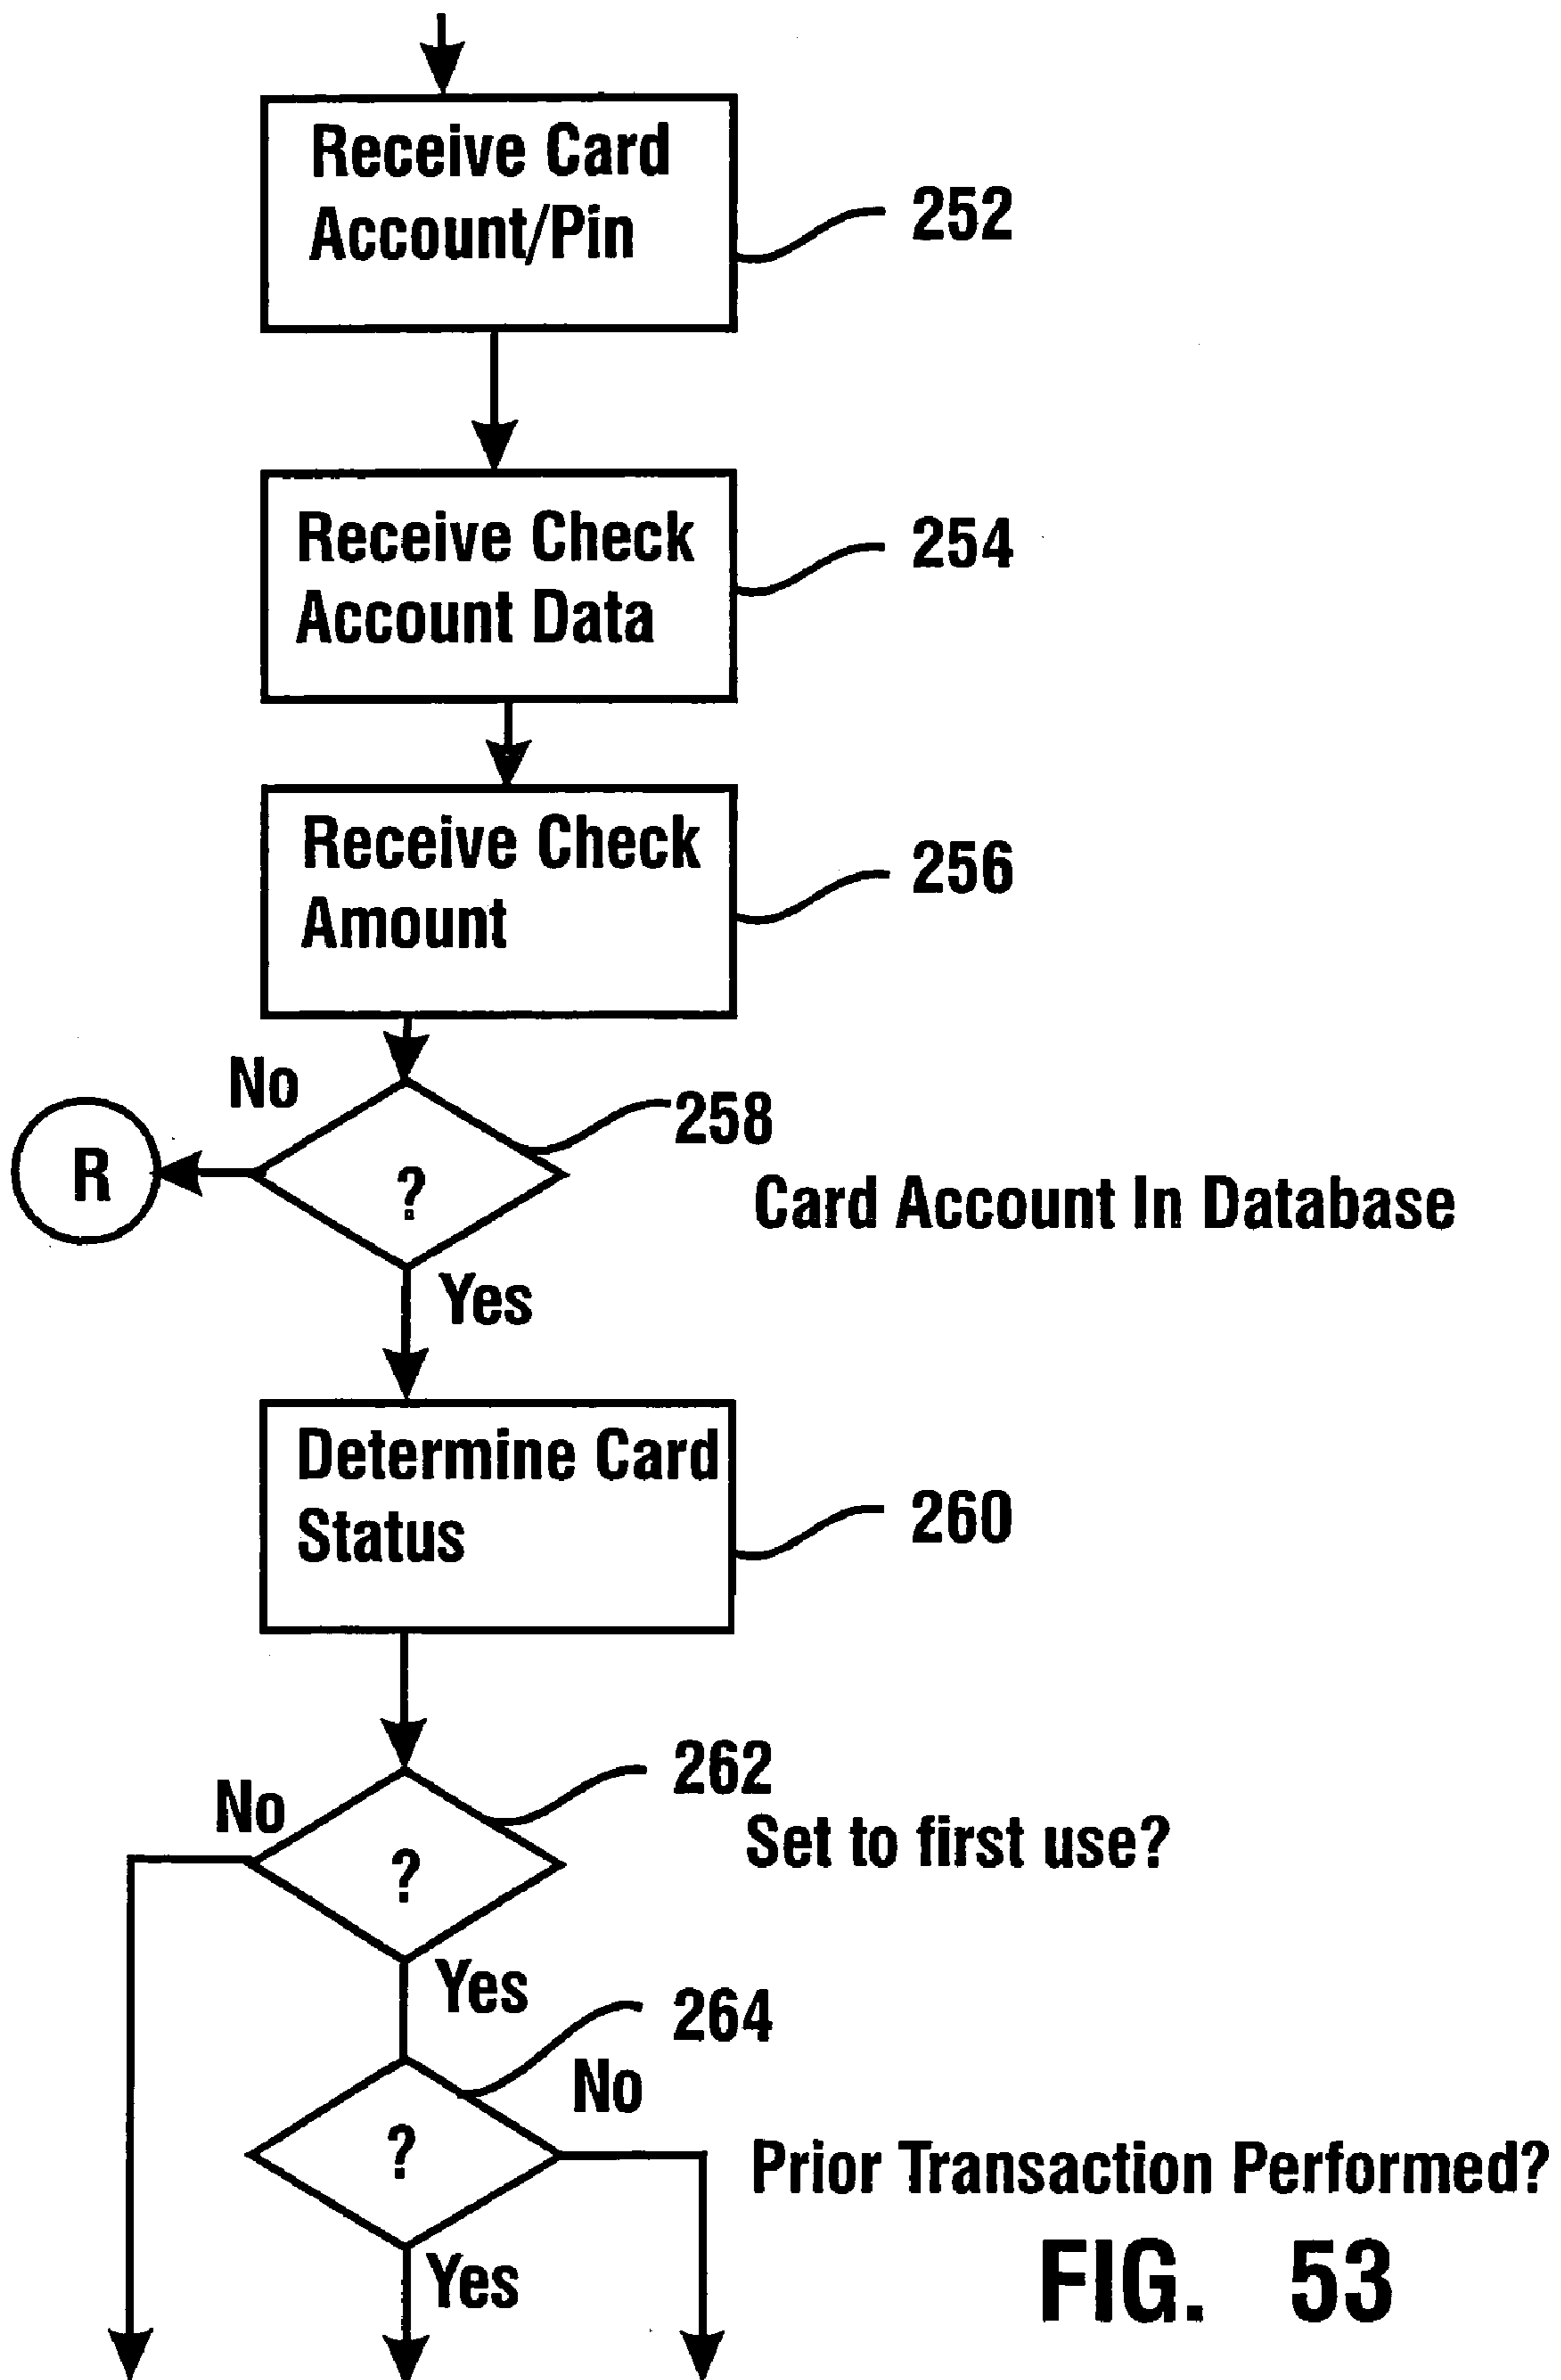 Receive Card
Account/Pin
252
Receive Check
Account Data
254
Receive Check
Amount
256
No
258
R
?
Card Account In Database
Yes
Determine Card
Status
260
262
No
Set to first use?
?
Yes
264
No
?
Prior Transaction Performed?
Yes
FIG. 53